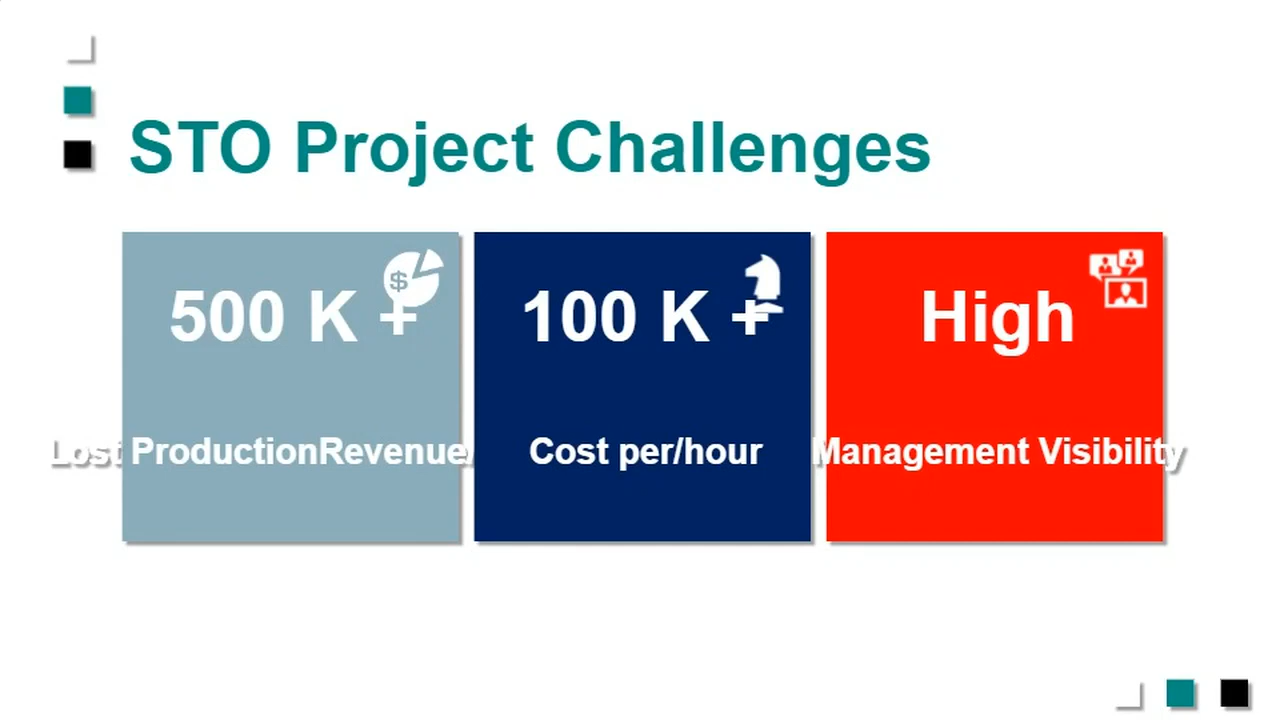 STO Project Challenges
500 K +
Lost ProductionRevenue/
100 K +
Cost per/hour
High
Management Visibility